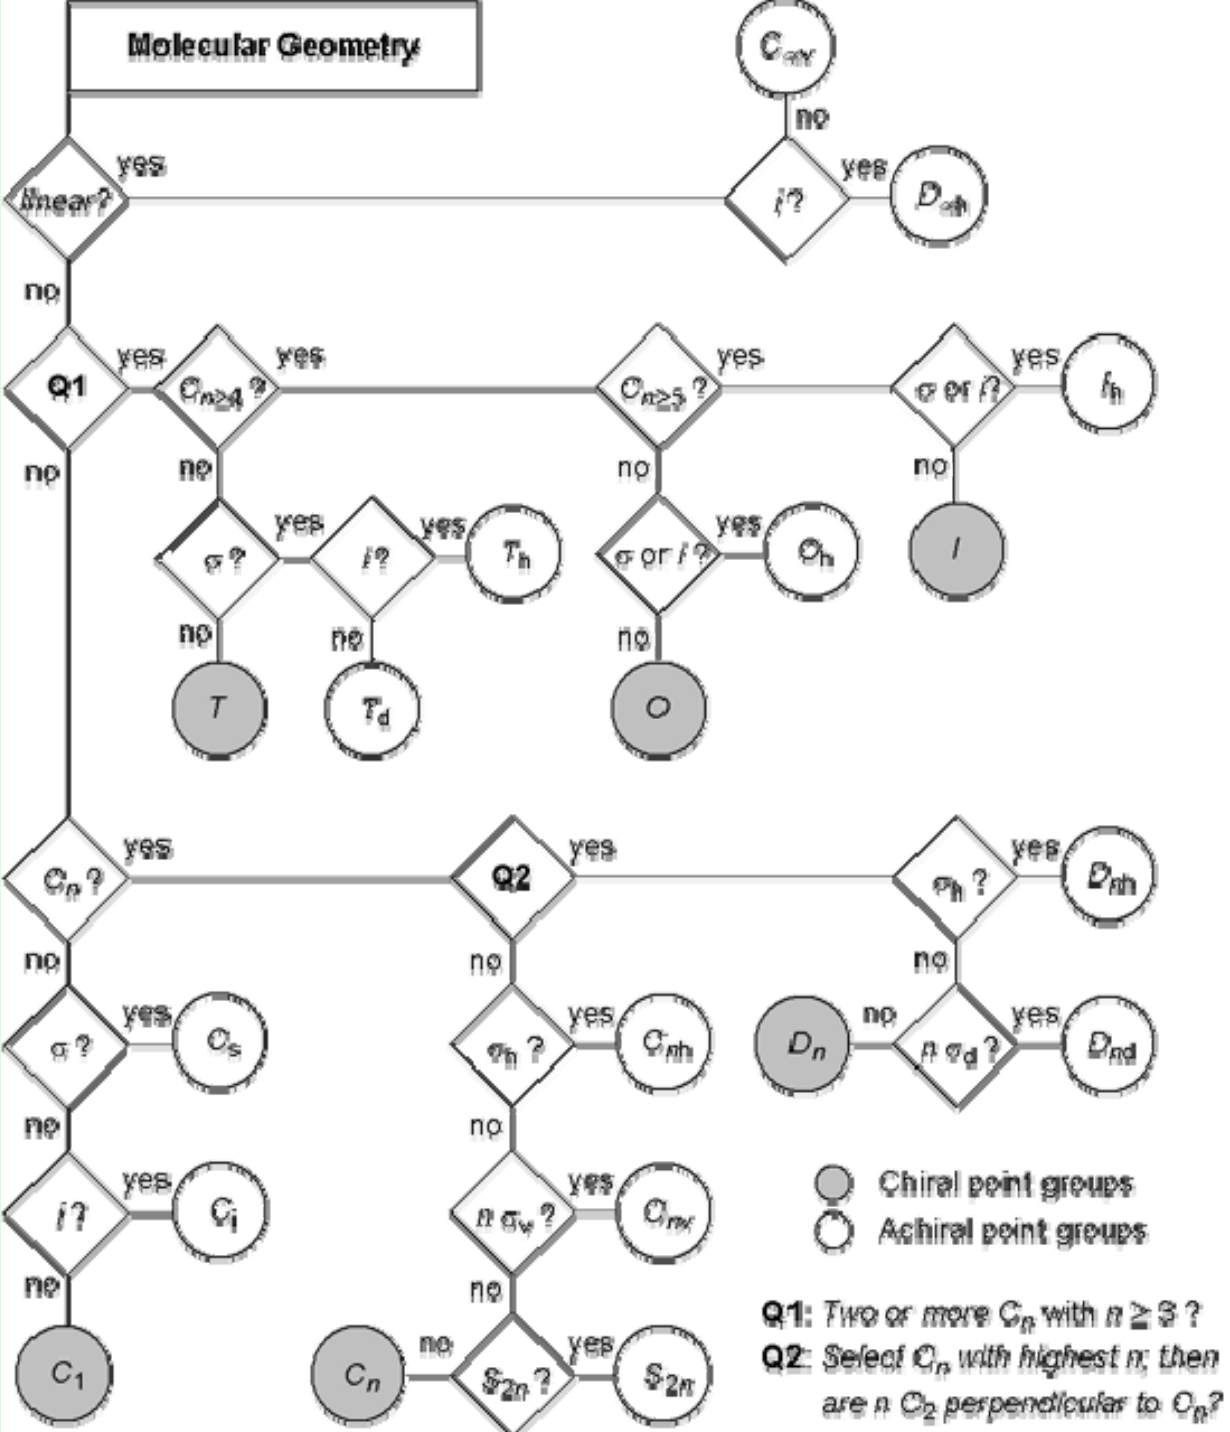 Molecular Geometry
C∞v
no
linear?
yes
i?
yes
D∞h
no
Q1
yes
Cn≥4 ?
yes
Cn≥5 ?
yes
σ or i?
yes
Ih
no
no
no
no
σ?
yes
i?
yes
Th
σ or i?
yes
Oh
I
no
no
no
T
Td
O
Cn ?
yes
Q2
yes
σh ?
yes
Dnh
no
no
no
σ?
yes
Cs
σh ?
yes
Cnh
Dn
no
n σd ?
yes
Dnd
no
no
i?
yes
Ci
n σv ?
yes
Cnv
Chiral point groups
Achiral point groups
no
no
C1
Cn
no
S2n ?
yes
S2n
Q1: Two or more Cn with n ≥ 3 ?
Q2: Select Cn with highest n, then
are n C2 perpendicular to Cn?